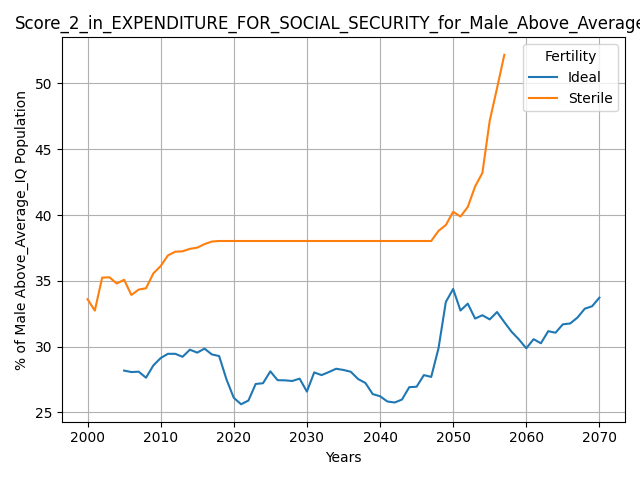 Score_2_in_EXPENDITURE_FOR_SOCIAL_SECURITY_for_Male_Above_Average
% of Male Above_Average_IQ Population
50
45
40
35
30
25
Fertility
Ideal
Sterile
2000 2010 2020 2030 2040 2050 2060 2070
Years